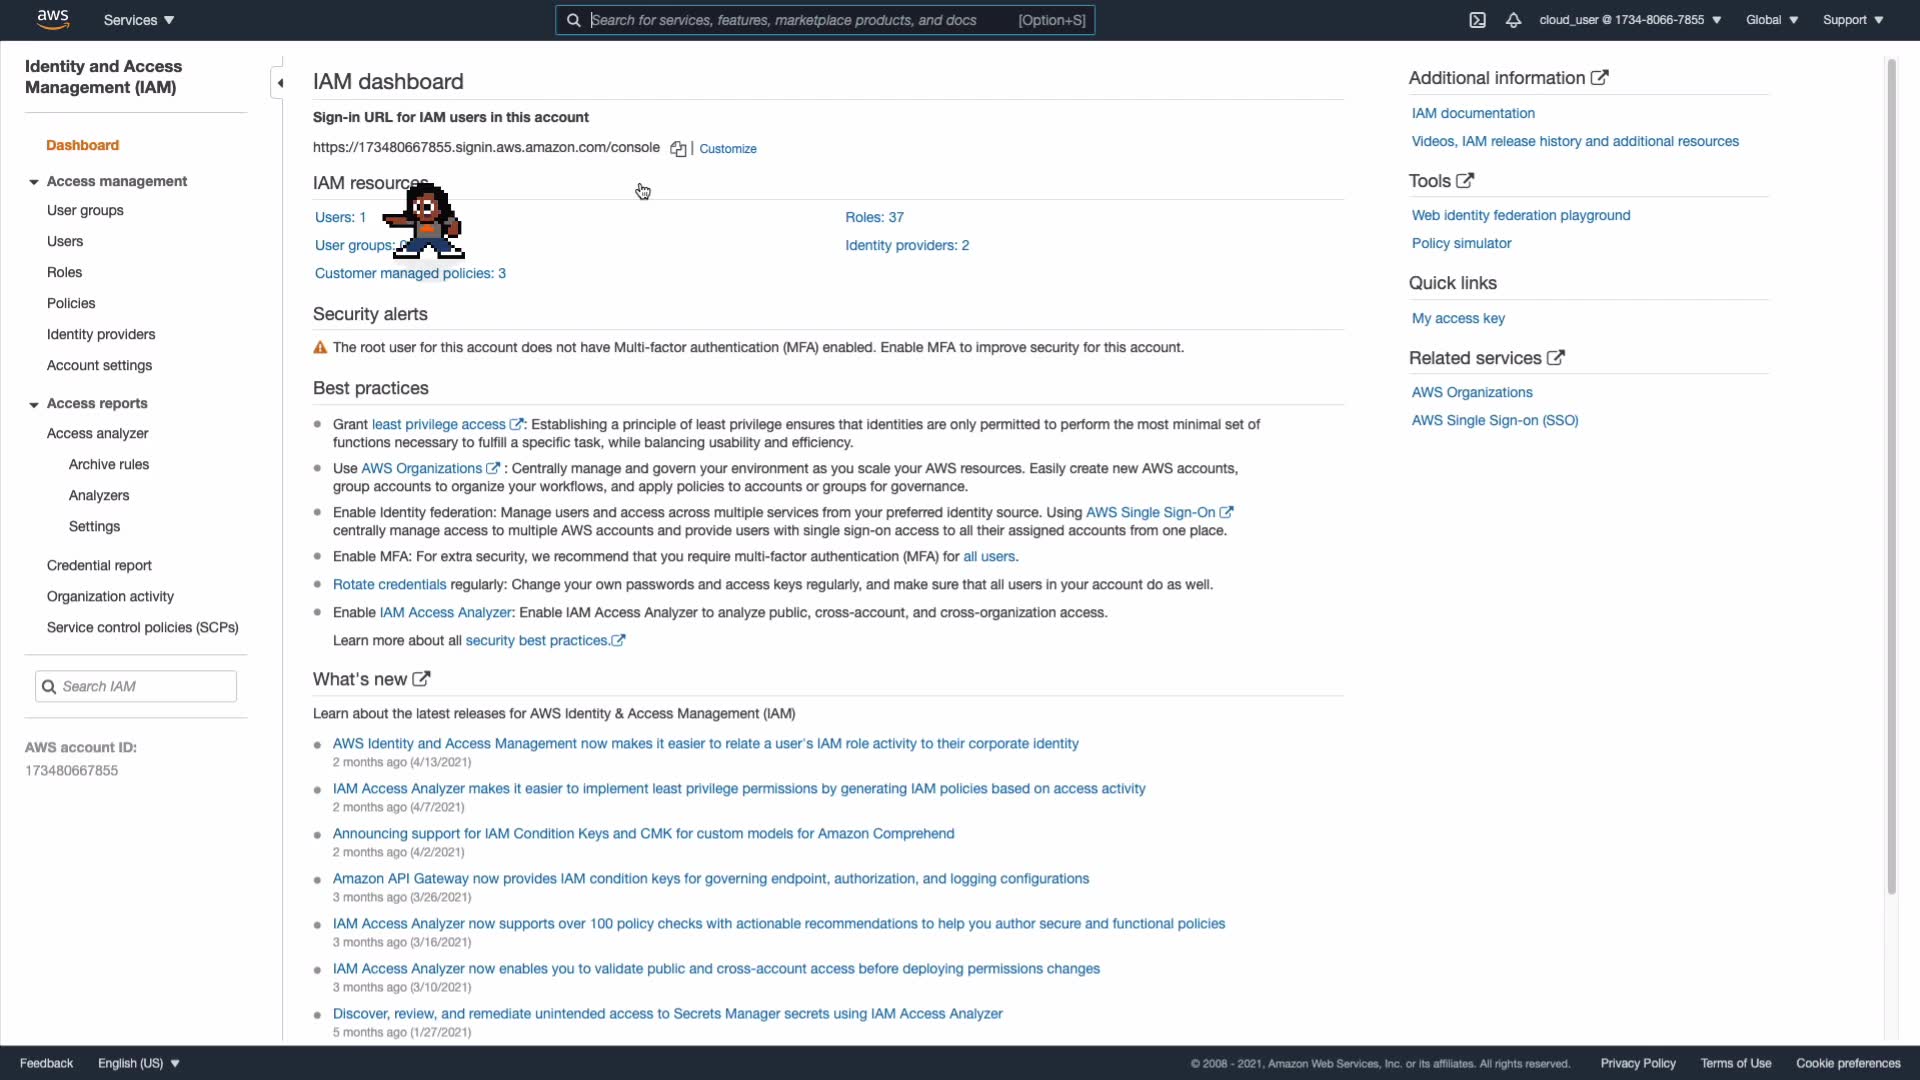 aws
Services
Search for services, features, marketplace products, and docs [Option+S]
cloud_user @ 1734-8066-7855
Global
Support
Identity and Access
Management (IAM)
Dashboard
Access management
User groups
Users
Roles
Policies
Identity providers
Account settings
Access reports
Access analyzer
Archive rules
Analyzers
Settings
Credential report
Organization activity
Service control policies (SCPs)
Search IAM
AWS account ID:
173480667855
IAM dashboard
Sign-in URL for IAM users in this account
https://173480667855.signin.aws.amazon.com/console | Customize
IAM resources
Users: 1
Roles: 37
User groups:
Identity providers: 2
Customer managed policies: 3
Security alerts
The root user for this account does not have Multi-factor authentication (MFA) enabled. Enable MFA to improve security for this account.
Best practices
Grant least privilege access : Establishing a principle of least privilege ensures that identities are only permitted to perform the most minimal set of
functions necessary to fulfill a specific task, while balancing usability and efficiency.
Use AWS Organizations : Centrally manage and govern your environment as you scale your AWS resources. Easily create new AWS accounts,
group accounts to organize your workflows, and apply policies to accounts or groups for governance.
Enable Identity federation: Manage users and access across multiple services from your preferred identity source. Using AWS Single Sign-On
centrally manage access to multiple AWS accounts and provide users with single sign-on access to all their assigned accounts from one place.
Enable MFA: For extra security, we recommend that you require multi-factor authentication (MFA) for all users.
Rotate credentials regularly: Change your own passwords and access keys regularly, and make sure that all users in your account do as well.
Enable IAM Access Analyzer: Enable IAM Access Analyzer to analyze public, cross-account, and cross-organization access.
Learn more about all security best practices.
What's new
Learn about the latest releases for AWS Identity & Access Management (IAM)
AWS Identity and Access Management now makes it easier to relate a user's IAM role activity to their corporate identity
2 months ago (4/13/2021)
IAM Access Analyzer makes it easier to implement least privilege permissions by generating IAM policies based on access activity
2 months ago (4/7/2021)
Announcing support for IAM Condition Keys and CMK for custom models for Amazon Comprehend
2 months ago (4/2/2021)
Amazon API Gateway now provides IAM condition keys for governing endpoint, authorization, and logging configurations
3 months ago (3/26/2021)
IAM Access Analyzer now supports over 100 policy checks with actionable recommendations to help you author secure and functional policies
3 months ago (3/16/2021)
IAM Access Analyzer now enables you to validate public and cross-account access before deploying permissions changes
3 months ago (3/10/2021)
Discover, review, and remediate unintended access to Secrets Manager secrets using IAM Access Analyzer
5 months ago (1/27/2021)
Additional information
IAM documentation
Videos, IAM release history and additional resources
Tools
Web identity federation playground
Policy simulator
Quick links
My access key
Related services
AWS Organizations
AWS Single Sign-on (SSO)
Feedback
English (US)
© 2008 - 2021, Amazon Web Services, Inc. or its affiliates. All rights reserved.
Privacy Policy
Terms of Use
Cookie preferences